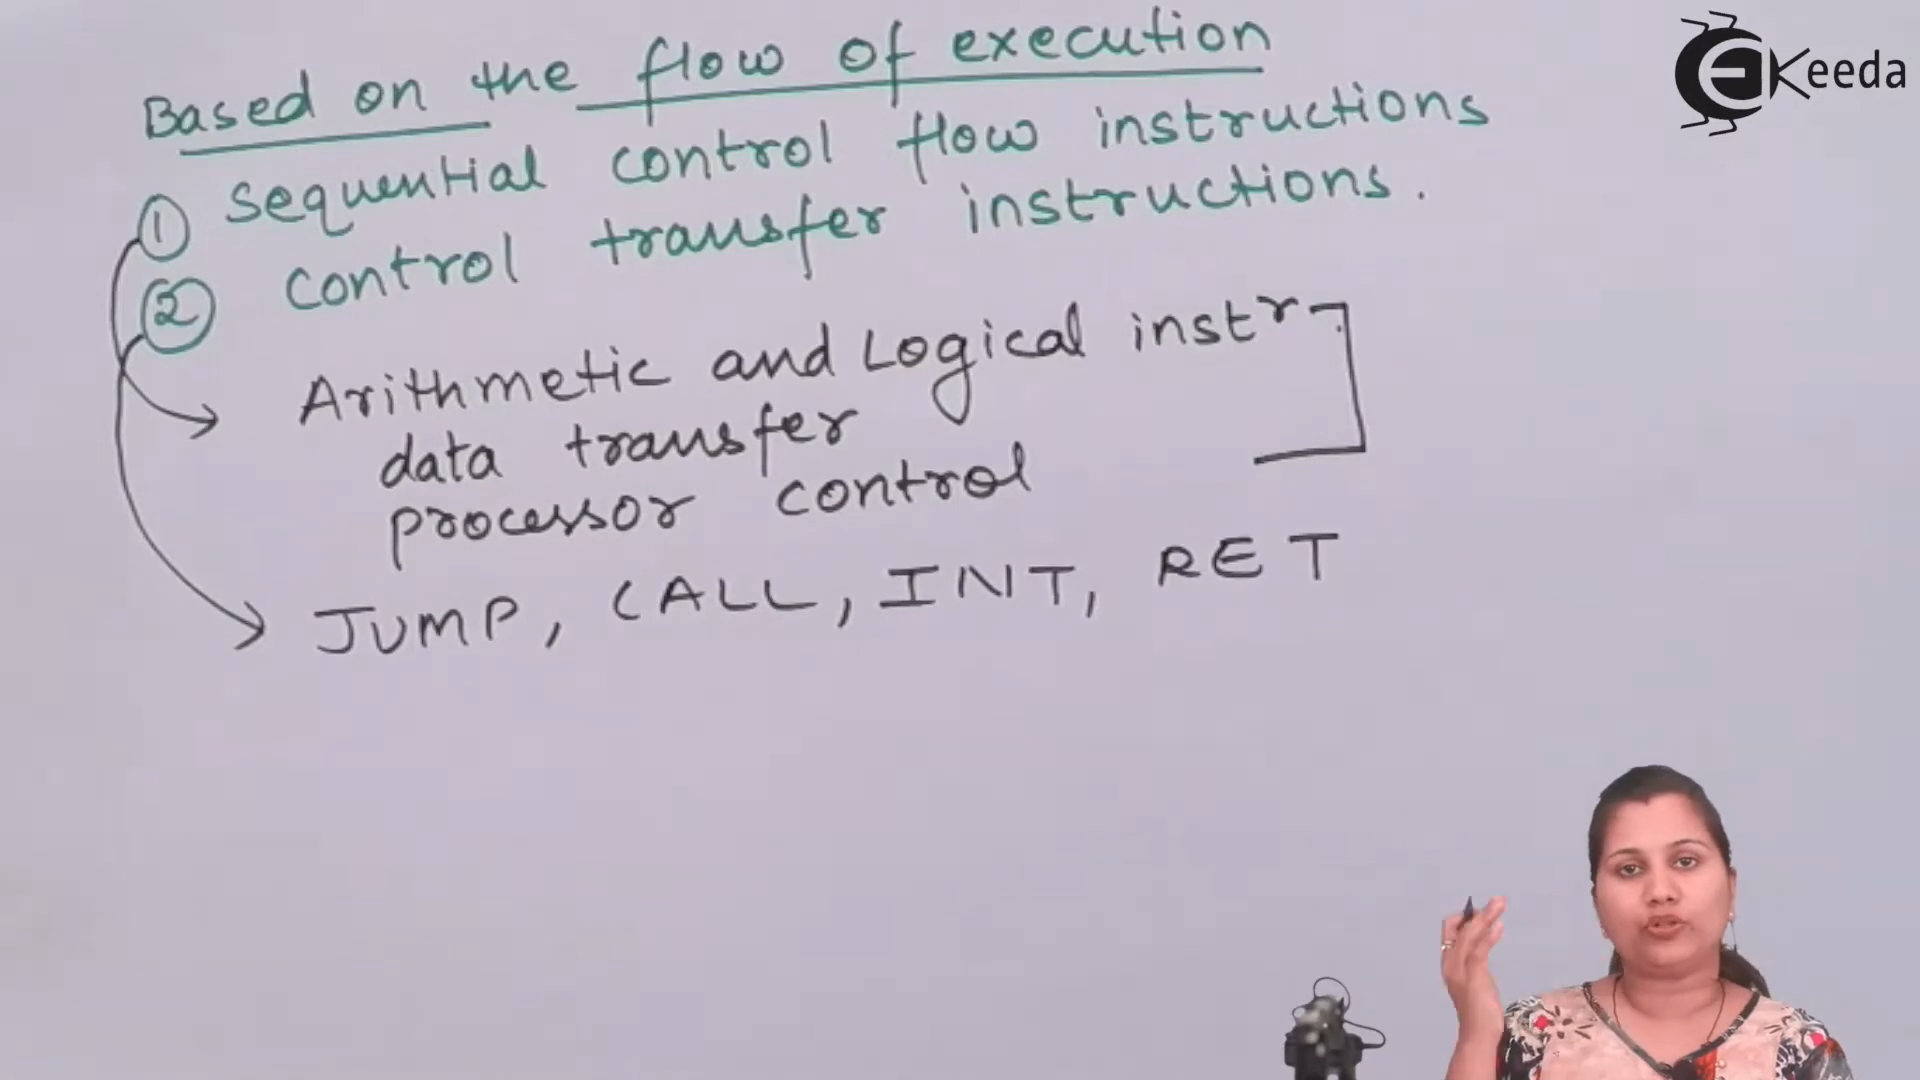 Based on the flow of execution
① sequential control flow instructions
② control transfer instructions.
Arithmetic and Logical instr
data transfer
processor control
JUMP, CALL, INT, RET
EKeeda